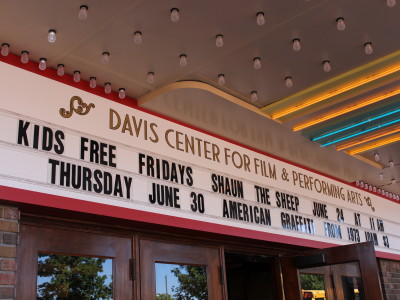 DAVIS CENTER FOR FILM & PERFORMING ARTS
KIDS FREE FRIDAYS SHAUN THE SHEEP JUNE 24 AT 11 AM
THURSDAY JUNE 30 AMERICAN GRAFFITI FROM 1973